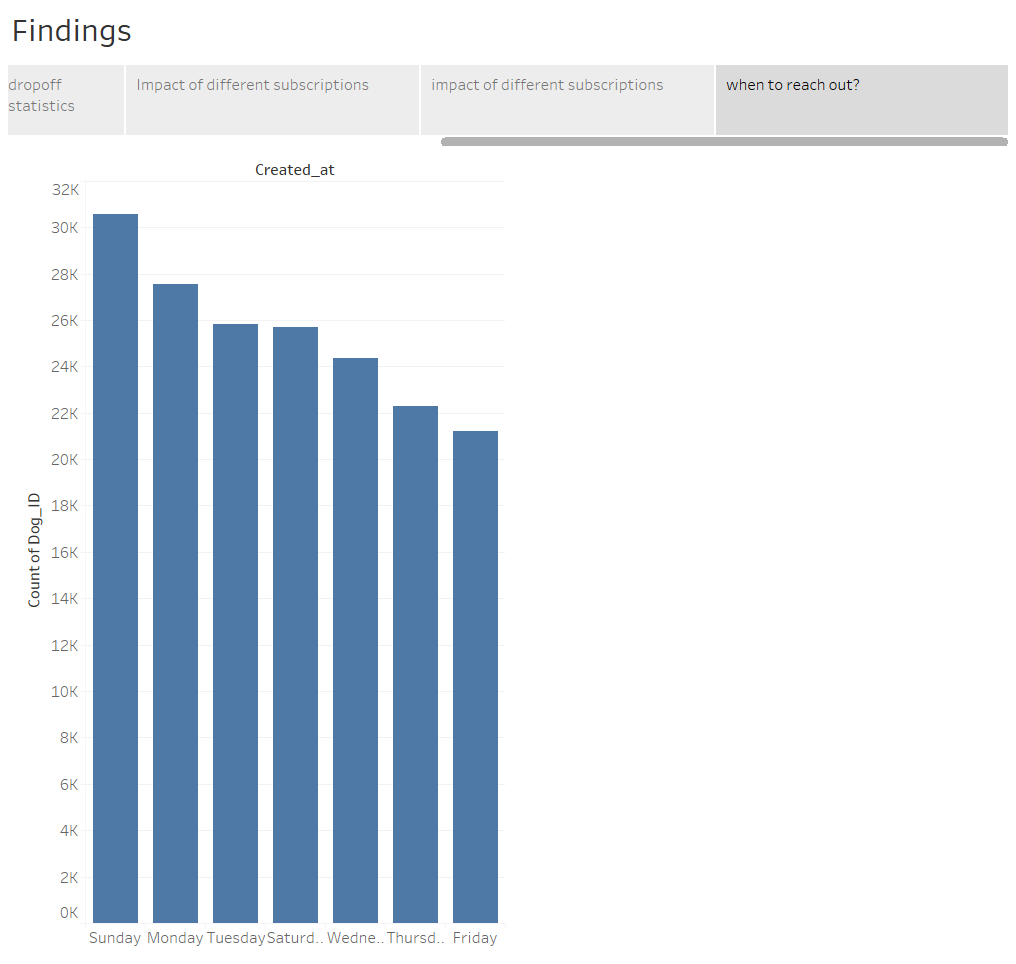 Findings
dropoff
statistics
Impact of different subscriptions
impact of different subscriptions
when to reach out?
Created_at
32K
30K
28K
26K
24K
22K
20K
18K
16K
14K
12K
10K
8K
6K
4K
2K
0K
Count of Dog_ID
Sunday Monday Tuesday Saturd.. Wedne.. Thursd.. Friday